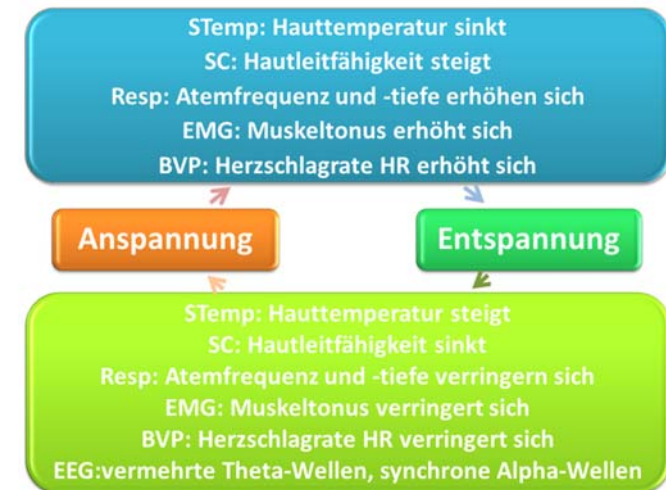 STemp: Hauttemperatur sinkt
SC: Hautleitfähigkeit steigt
Resp: Atemfrequenz und -tiefe erhöhen sich
EMG: Muskeltonus erhöht sich
BVP: Herzschlagrate HR erhöht sich
Anspannung
Entspannung
STemp: Hauttemperatur steigt
SC: Hautleitfähigkeit sinkt
Resp: Atemfrequenz und -tiefe verringern sich
EMG: Muskeltonus verringert sich
BVP: Herzschlagrate HR verringert sich
EEG:vermehrte Theta-Wellen, synchrone Alpha-Wellen